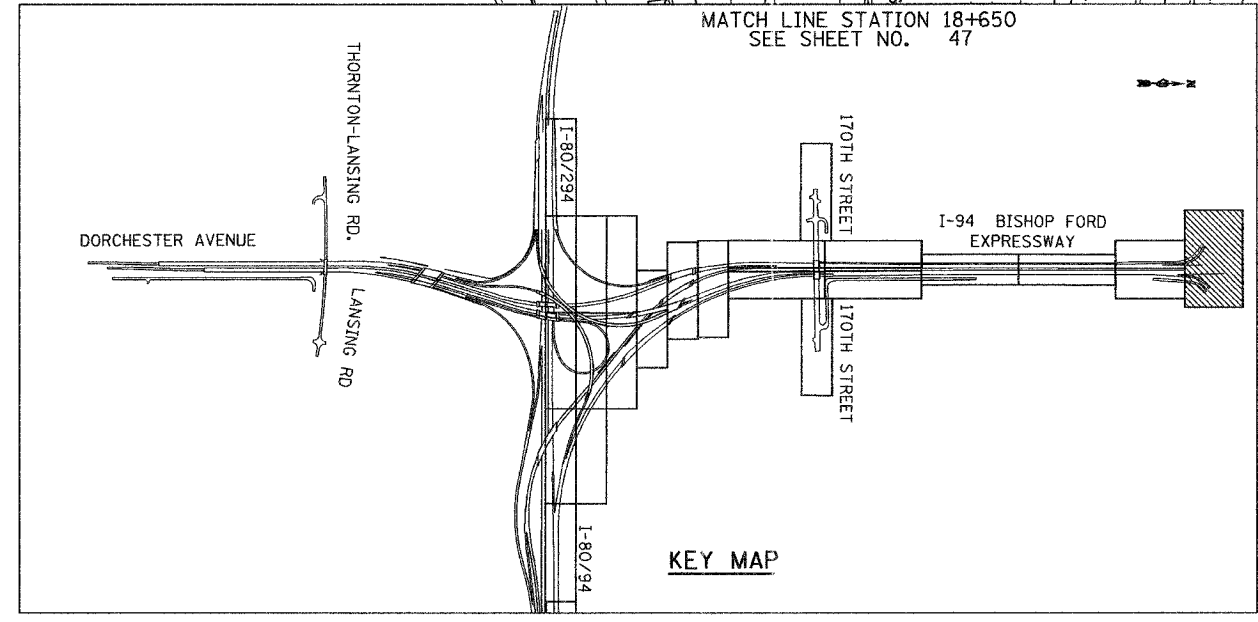 MATCH LINE STATION 18+650
SEE SHEET NO. 47
N
THORNTON-LANSING RD.
I-80/294
170TH STREET
I-94 BISHOP FORD
EXPRESSWAY
DORCHESTER AVENUE
LANSING RD
170TH STREET
I-80/94
KEY MAP